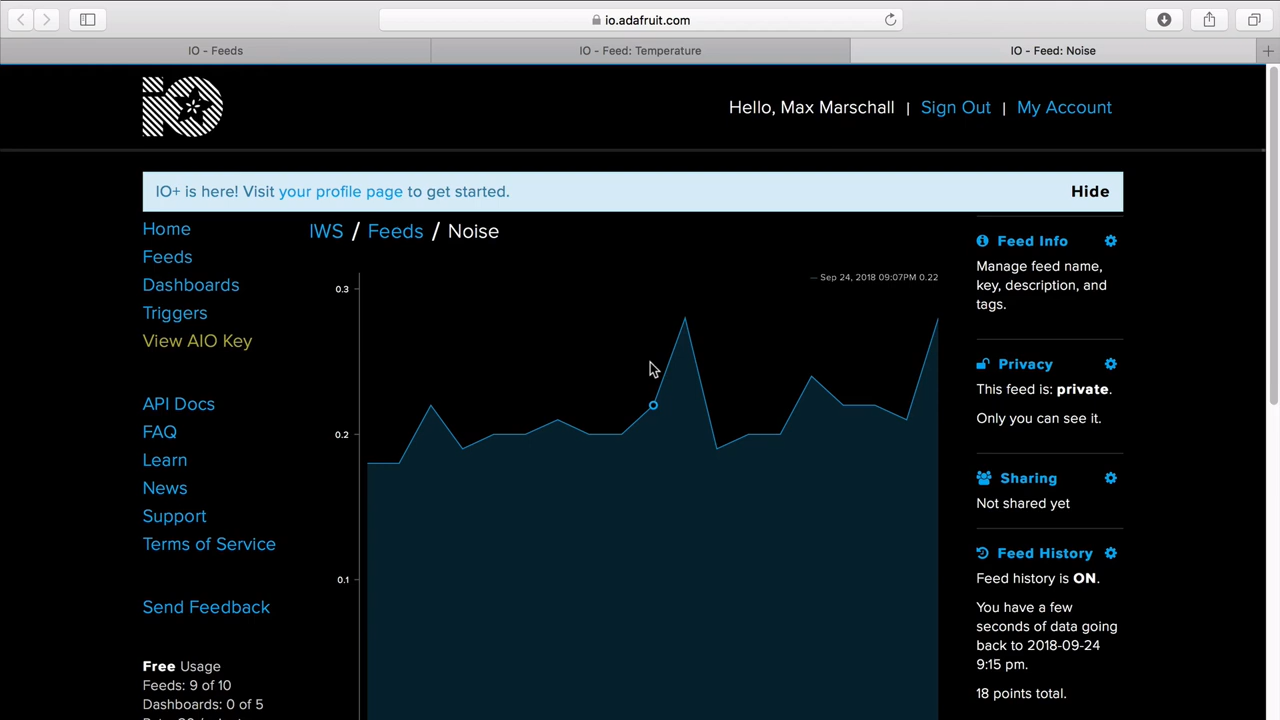 io.adafruit.com
IO - Feeds
IO - Feed: Temperature
IO - Feed: Noise
Hello, Max Marschall | Sign Out | My Account
IO+ is here! Visit your profile page to get started.
Hide
Home
Feeds
Dashboards
Triggers
View AIO Key
API Docs
FAQ
Learn
News
Support
Terms of Service
Send Feedback
Free Usage
Feeds: 9 of 10
Dashboards: 0 of 5
IWS / Feeds / Noise
— Sep 24, 2018 09:07PM 0.22
0.3
0.2
0.1
Feed Info
Manage feed name,
key, description, and
tags.
Privacy
This feed is: private.
Only you can see it.
Sharing
Not shared yet
Feed History
Feed history is ON.
You have a few
seconds of data going
back to 2018-09-24
9:15 pm.
18 points total.